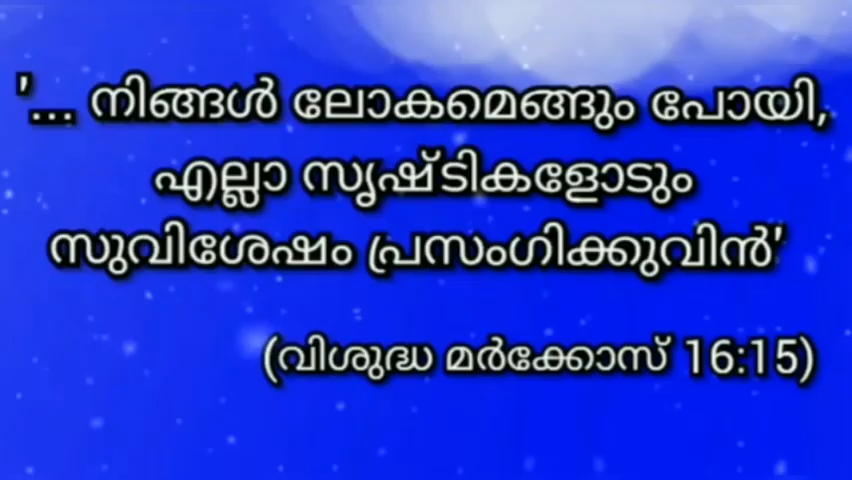 '... നിങ്ങൾ ലോകമെങ്ങും പോയി,
എല്ലാ സൃഷ്ടികളോടും
സുവിശേഷം പ്രസംഗിക്കുവിൻ'
(വിശുദ്ധ മർക്കോസ് 16:15)